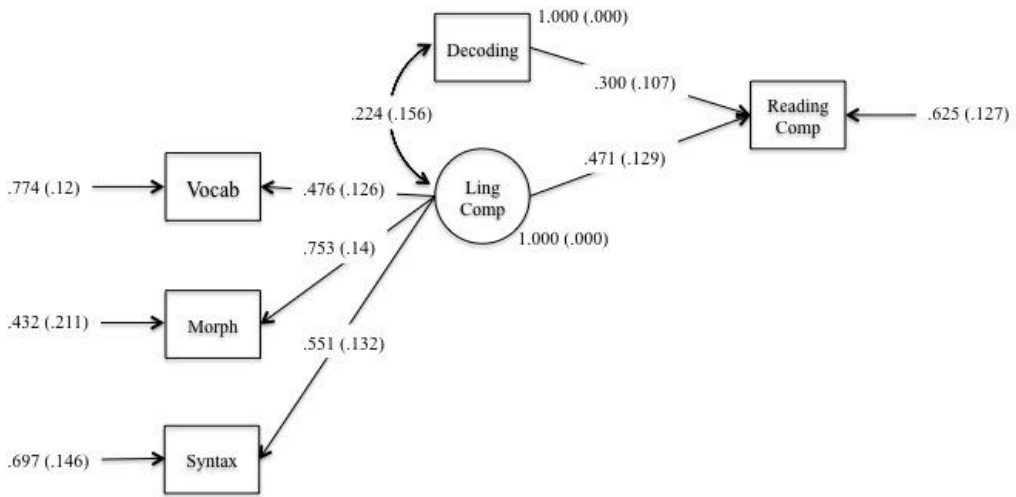 1.000 (.000)
Decoding
.300 (.107)
Reading
Comp
.625 (.127)
.224 (.156)
.471 (.129)
.774 (.12)
Vocab
.476 (.126)
Ling
Comp
1.000 (.000)
.753 (.14)
.432 (.211)
Morph
.551 (.132)
.697 (.146)
Syntax